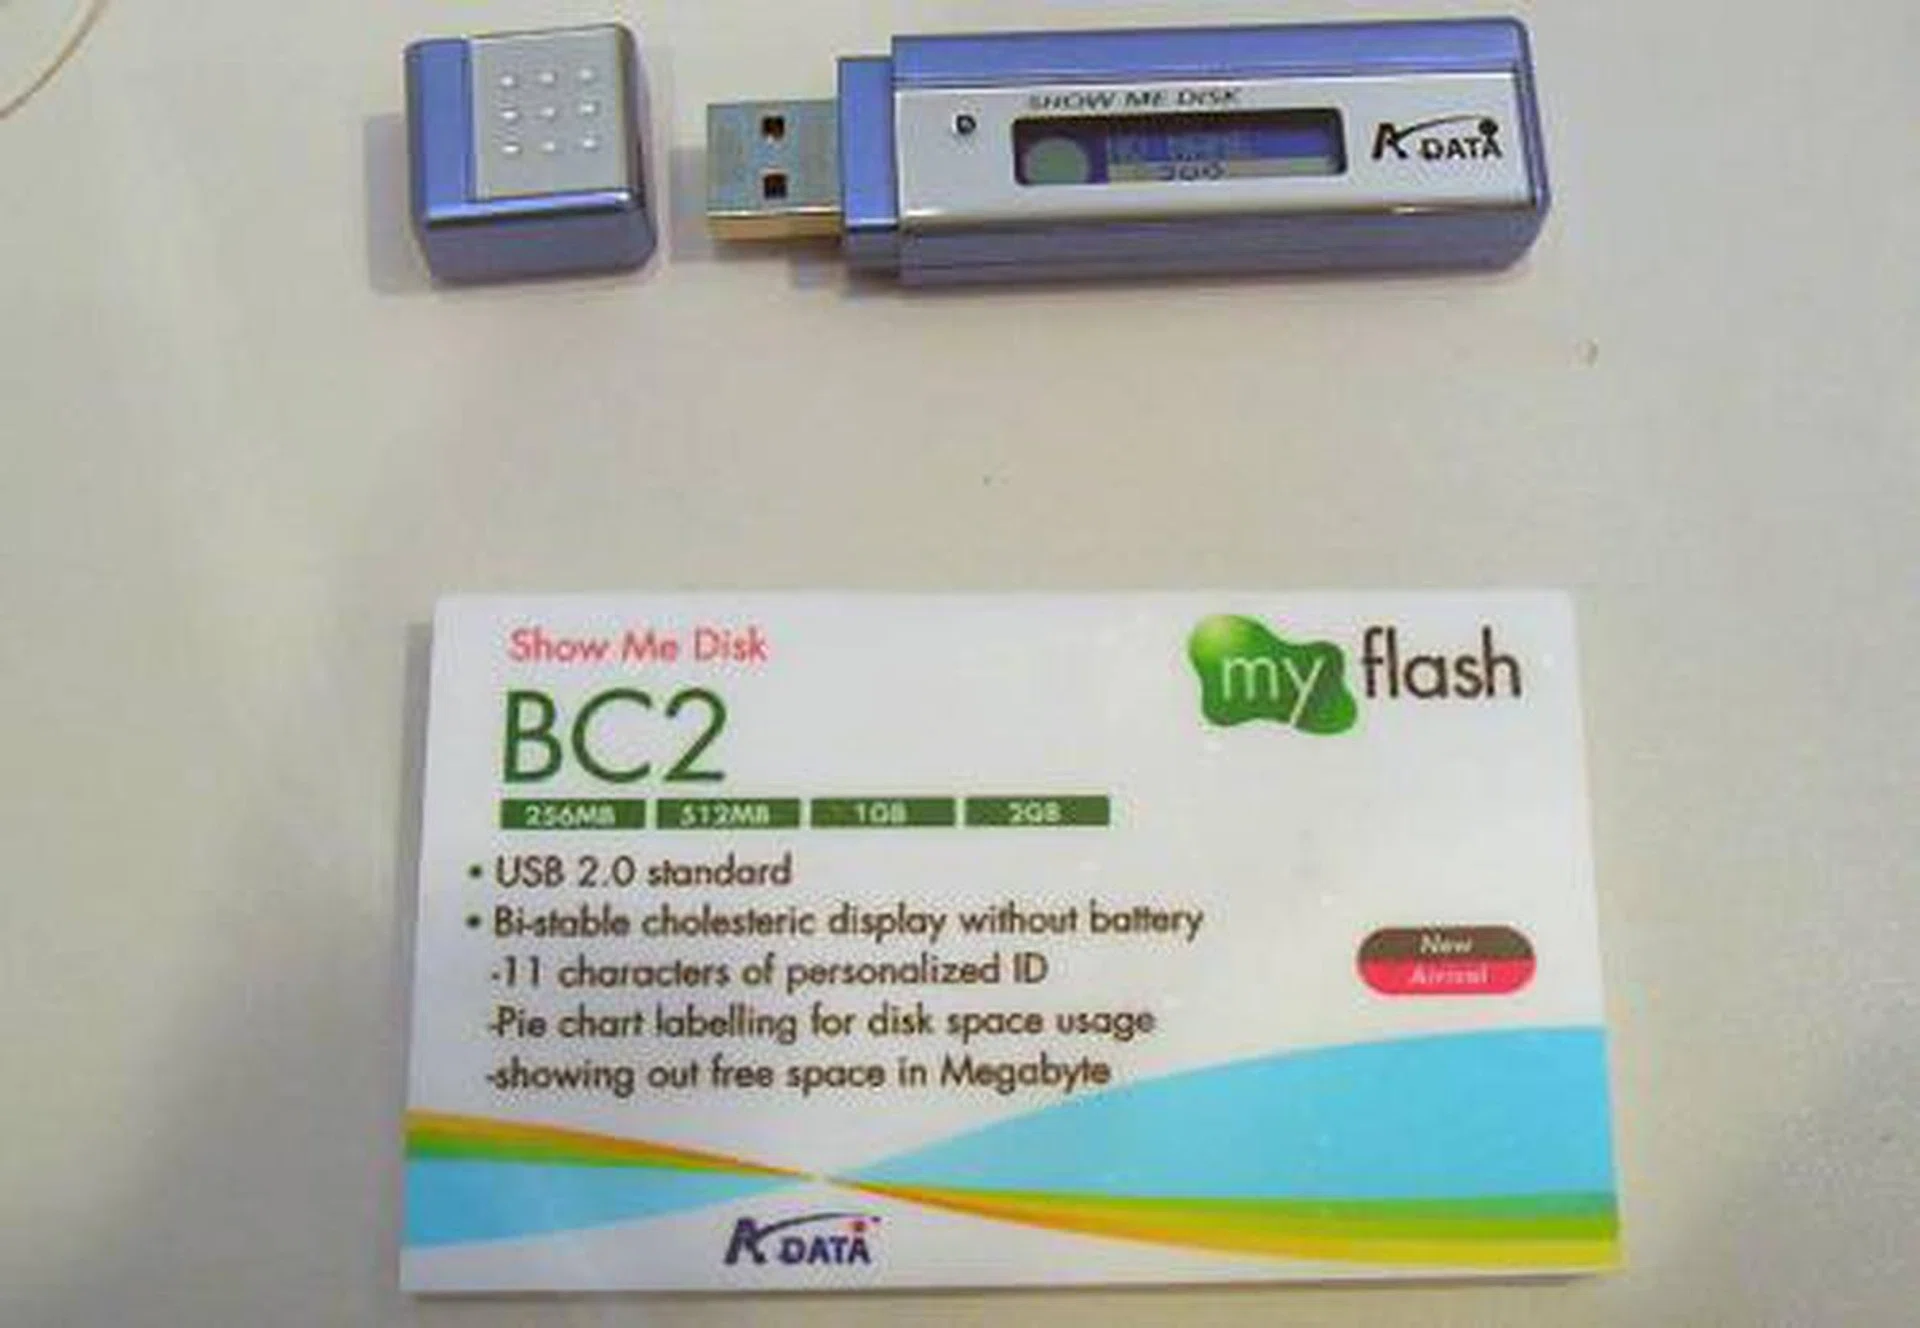 SHOW ME DISK
A DATA
Show Me Disk
my flash
BC2
256MB 512MB 1GB 2GB
• USB 2.0 standard
• Bi-stable cholesteric display without battery
-11 characters of personalized ID
-Pie chart labelling for disk space usage
-showing out free space in Megabyte
New
Arrival
A DATA